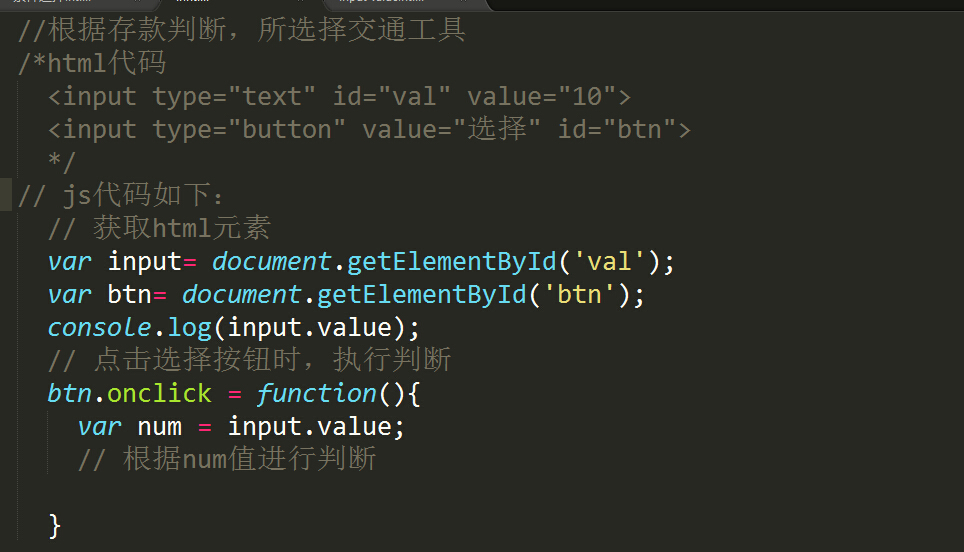 //根据存款判断，所选择交通工具
/*html代码
<input type="text" id="val" value="10">
<input type="button" value="选择" id="btn">
*/
// js代码如下：
// 获取html元素
var input= document.getElementById('val');
var btn= document.getElementById('btn');
console.log(input.value);
// 点击选择按钮时，执行判断
btn.onclick = function(){
var num = input.value;
// 根据num值进行判断
}